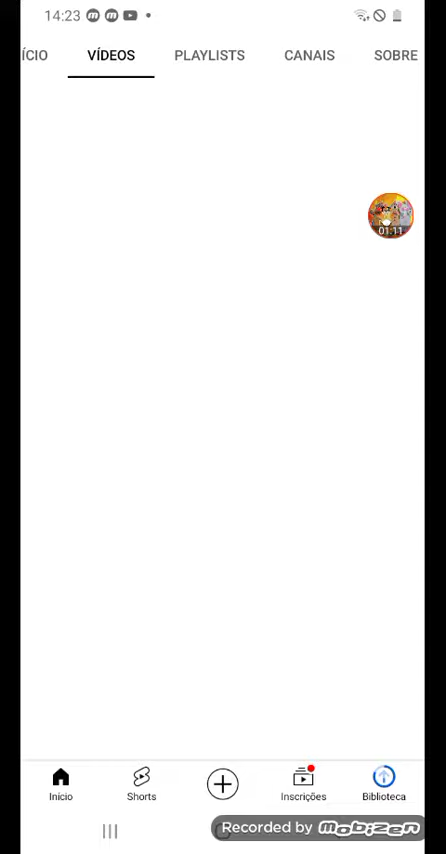 14:23
ÍCIO VÍDEOS PLAYLISTS CANAIS SOBRE
01:11
Início Shorts Inscrições Biblioteca
Recorded by mobizen